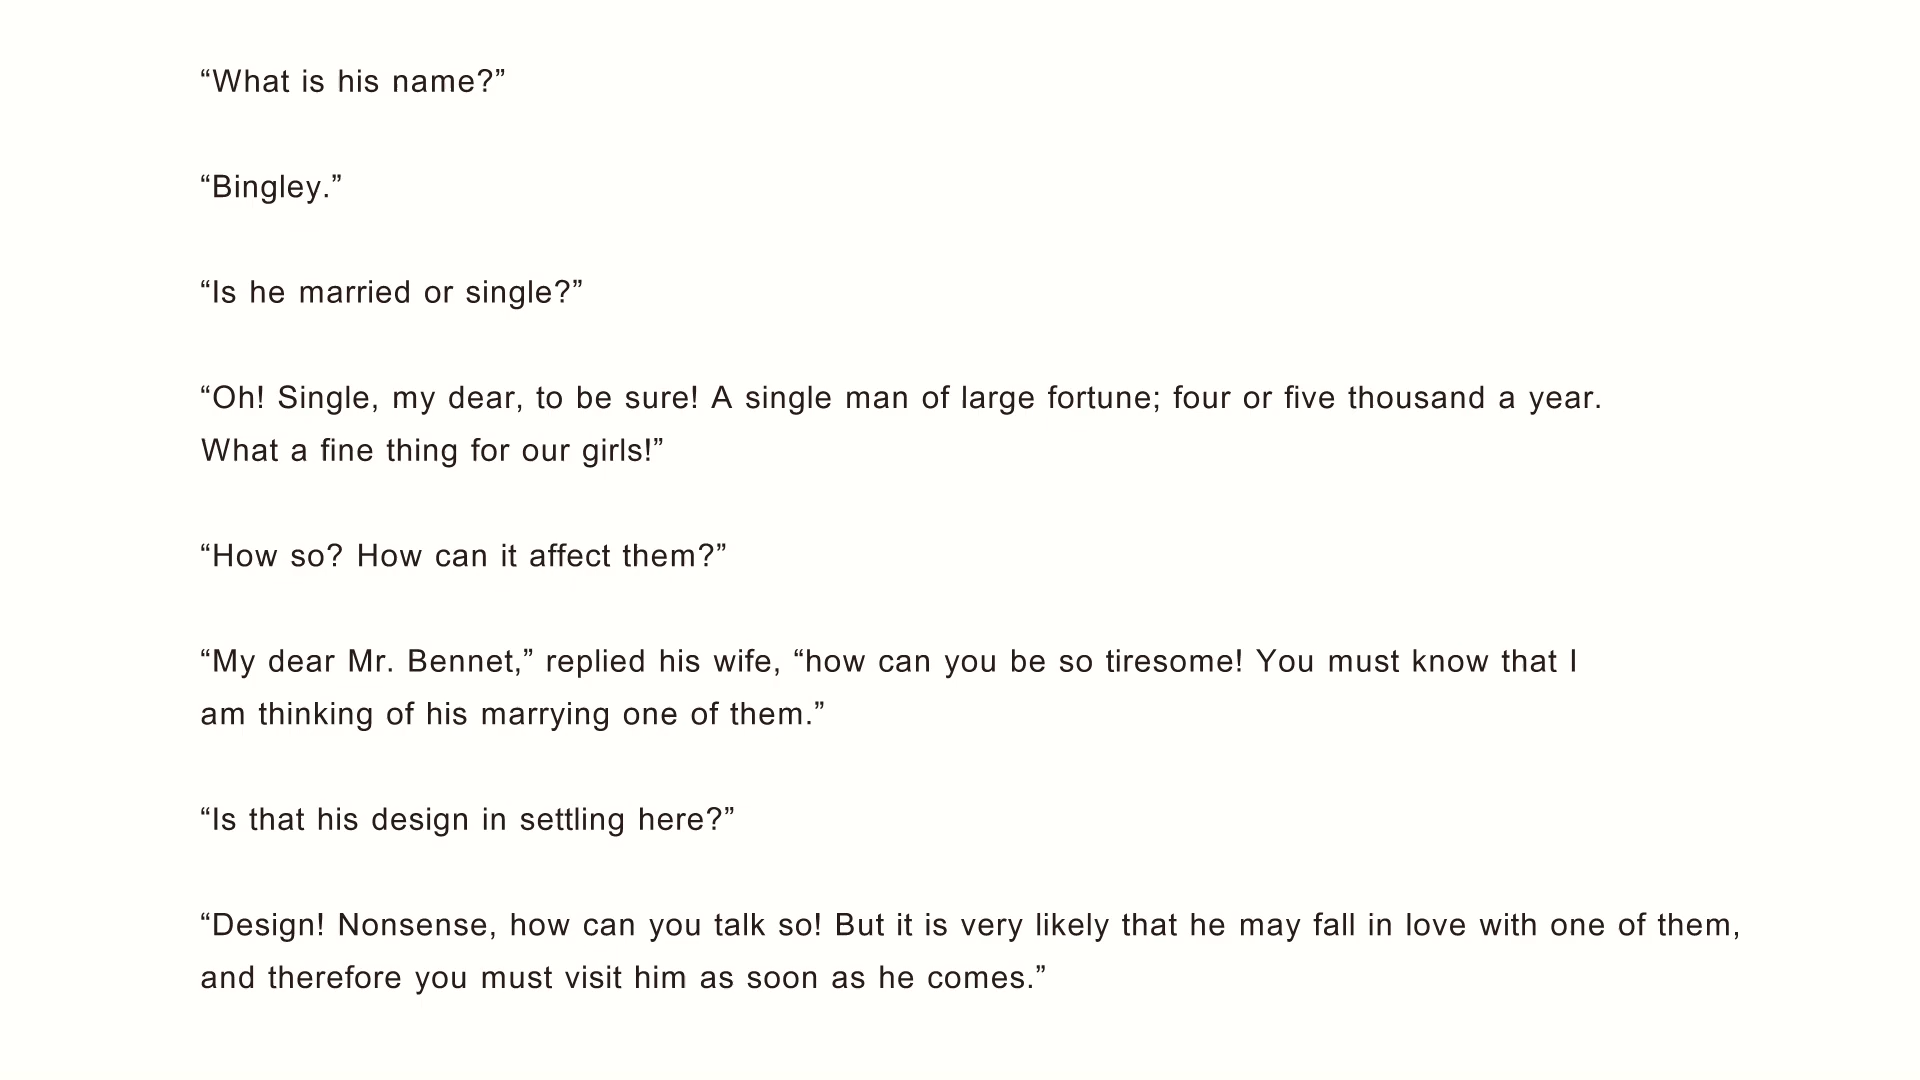 “What is his name?”
“Bingley.”
“Is he married or single?”
“Oh! Single, my dear, to be sure! A single man of large fortune; four or five thousand a year.
What a fine thing for our girls!”
“How so? How can it affect them?”
“My dear Mr. Bennet,” replied his wife, “how can you be so tiresome! You must know that I
am thinking of his marrying one of them.”
“Is that his design in settling here?”
“Design! Nonsense, how can you talk so! But it is very likely that he may fall in love with one of them,
and therefore you must visit him as soon as he comes.”